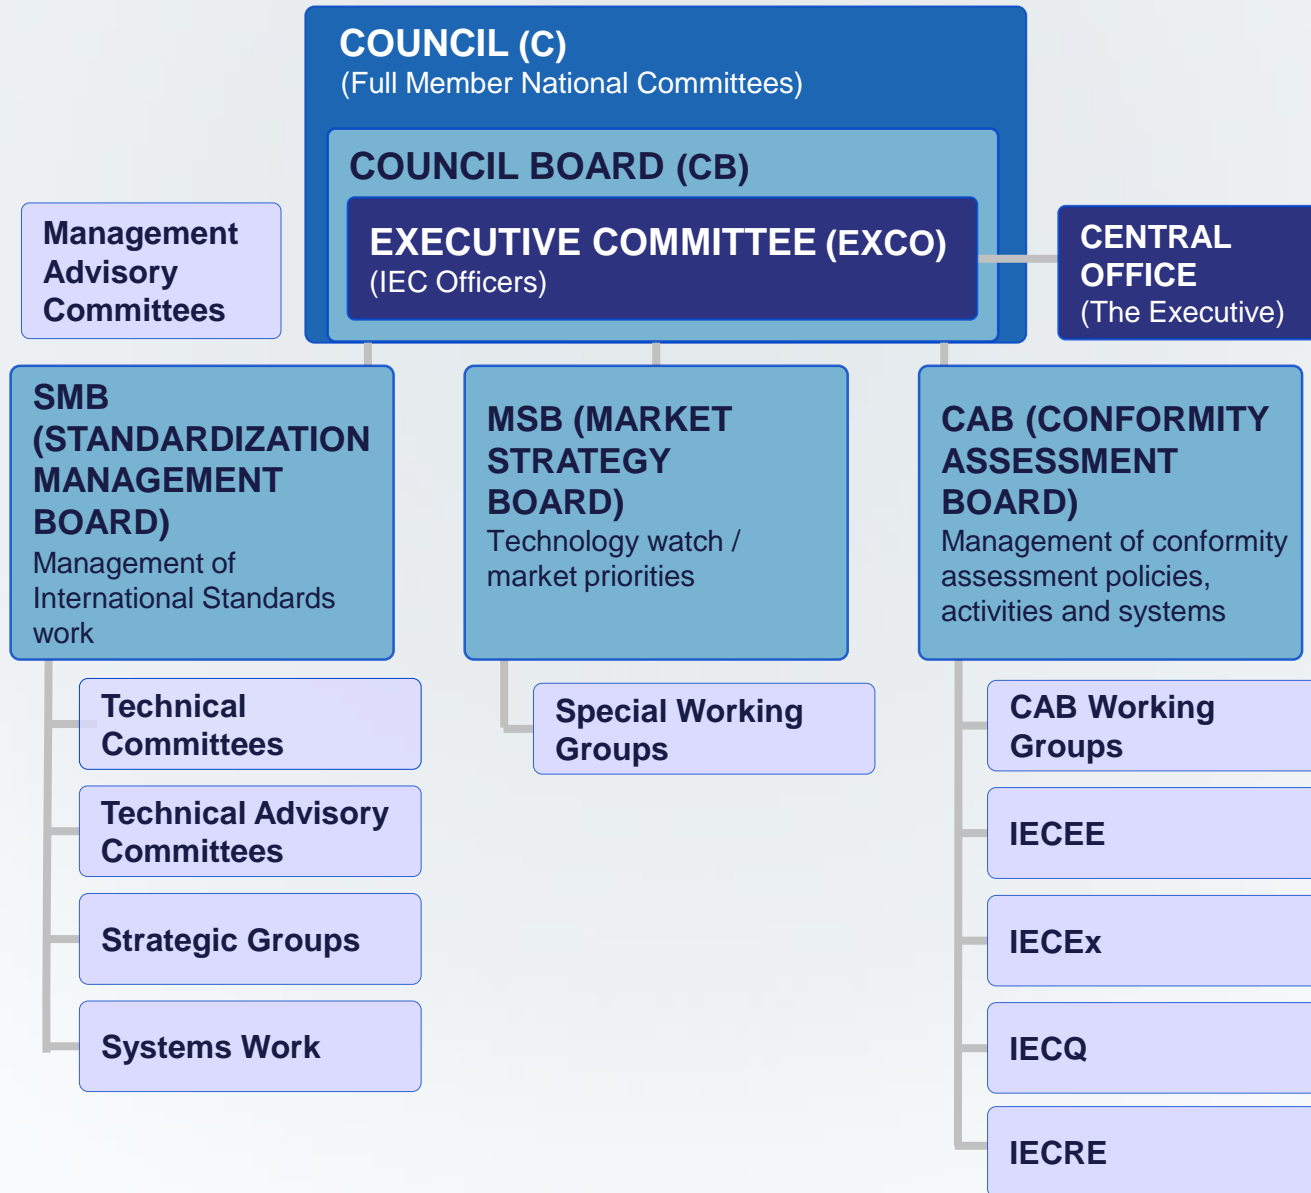 COUNCIL (C)
(Full Member National Committees)
COUNCIL BOARD (CB)
EXECUTIVE COMMITTEE (EXCO)
(IEC Officers)
Management
Advisory
Committees
CENTRAL
OFFICE
(The Executive)
SMB
(STANDARDIZATION
MANAGEMENT
BOARD)
Management of
International Standards
work
MSB (MARKET
STRATEGY
BOARD)
Technology watch /
market priorities
CAB (CONFORMITY
ASSESSMENT
BOARD)
Management of conformity
assessment policies,
activities and systems
Technical
Committees
Technical Advisory
Committees
Strategic Groups
Systems Work
Special Working
Groups
CAB Working
Groups
IECEE
IECEx
IECQ
IECRE